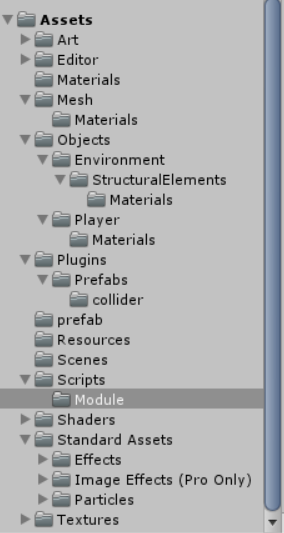 Assets
Art
Editor
Materials
Mesh
Materials
Objects
Environment
StructuralElements
Materials
Player
Materials
Plugins
Prefabs
collider
prefab
Resources
Scenes
Scripts
Module
Shaders
Standard Assets
Effects
Image Effects (Pro Only)
Particles
Textures